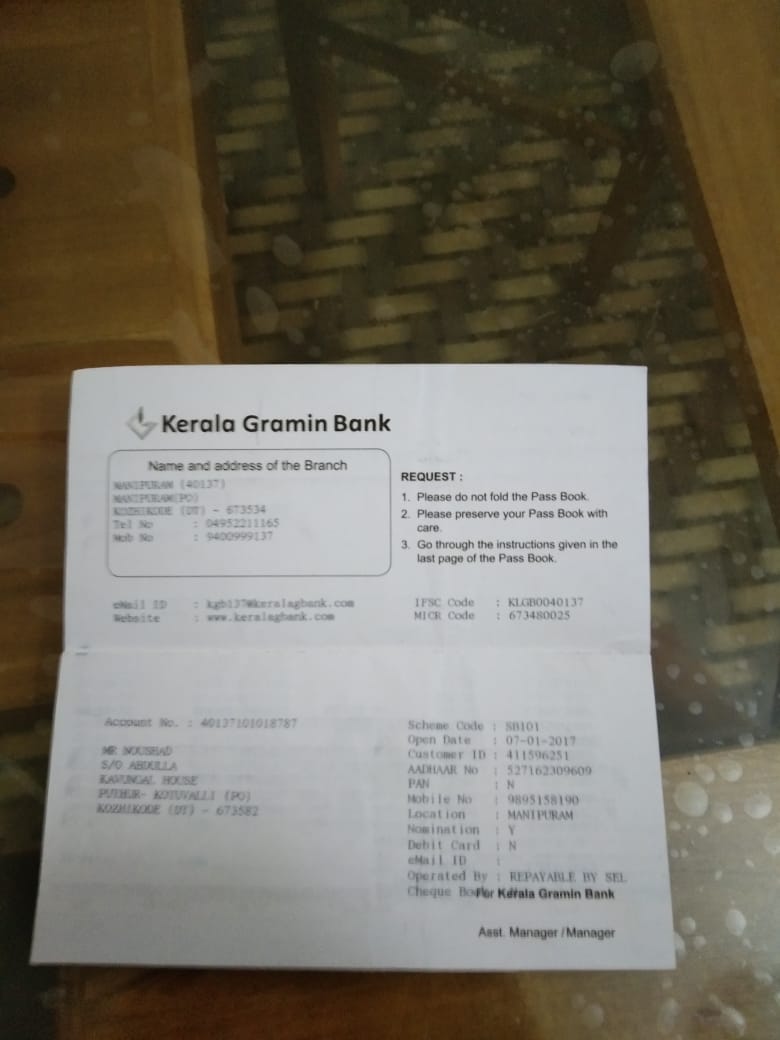 Kerala Gramin Bank
Name and address of the Branch
MANIPURAM (40137)
MANIPURAM(PO)
KOZHIKODE (DT) - 673534
Tel No : 04952211165
Mob No : 9400999137
REQUEST :
1. Please do not fold the Pass Book.
2. Please preserve your Pass Book with
care.
3. Go through the instructions given in the
last page of the Pass Book.
eMail ID : kgb137@keralagbank.com
Website : www.keralagbank.com
IFSC Code : KLGB0040137
MICR Code : 673480025
Account No. : 40137101018787
MR NOUSHAD
S/O ABDULLA
KAVUNGAL HOUSE
PUTHUR- KOTUVALLI (PO)
KOZHIKODE (DT) - 673582
Scheme Code : SB101
Open Date : 07-01-2017
Customer ID : 411596251
AADHAAR No : 527162309609
PAN : N
Mobile No : 9895158190
Location : MANIPURAM
Nomination : Y
Debit Card : N
eMail ID :
Operated By : REPAYABLE BY SEL
Cheque
For Kerala Gramin Bank
Asst. Manager / Manager